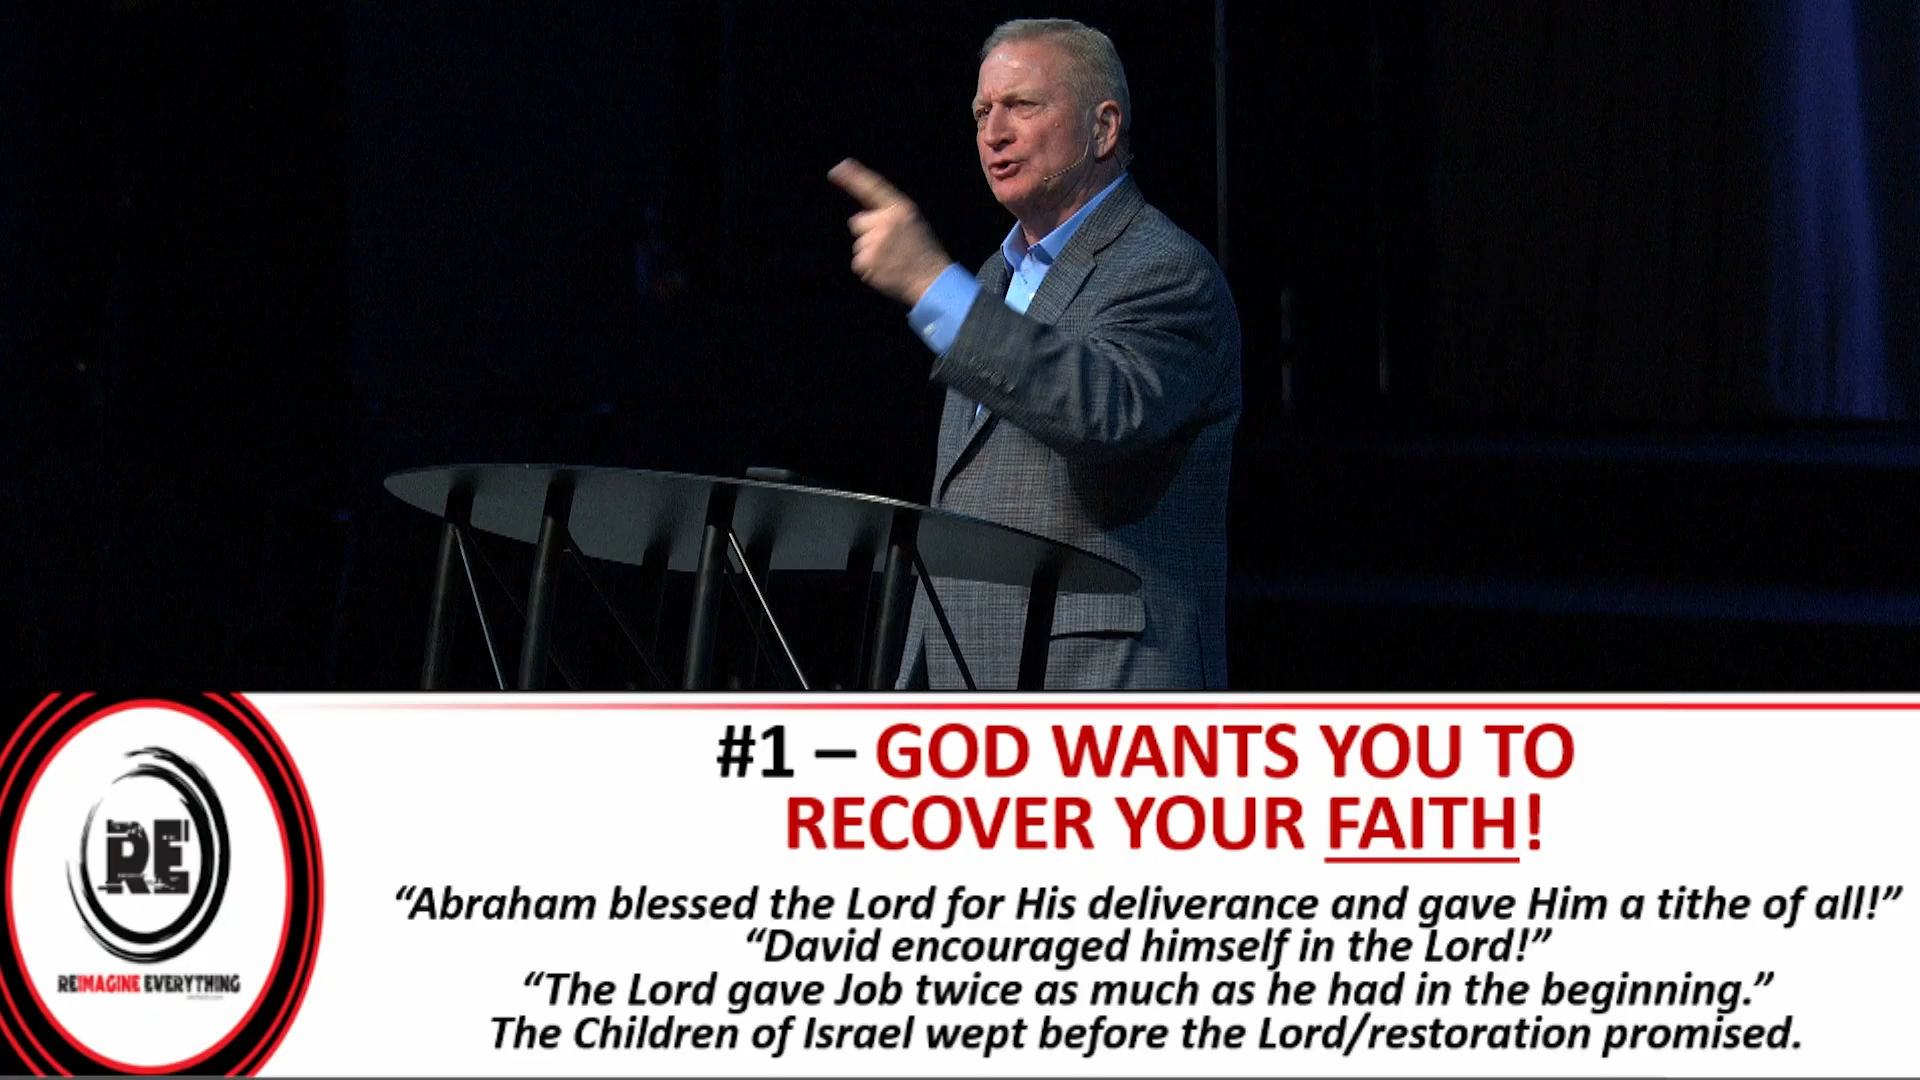 #1 – GOD WANTS YOU TO
RECOVER YOUR FAITH!
“Abraham blessed the Lord for His deliverance and gave Him a tithe of all!”
“David encouraged himself in the Lord!”
“The Lord gave Job twice as much as he had in the beginning.”
The Children of Israel wept before the Lord/restoration promised.
RE
REIMAGINE EVERYTHING